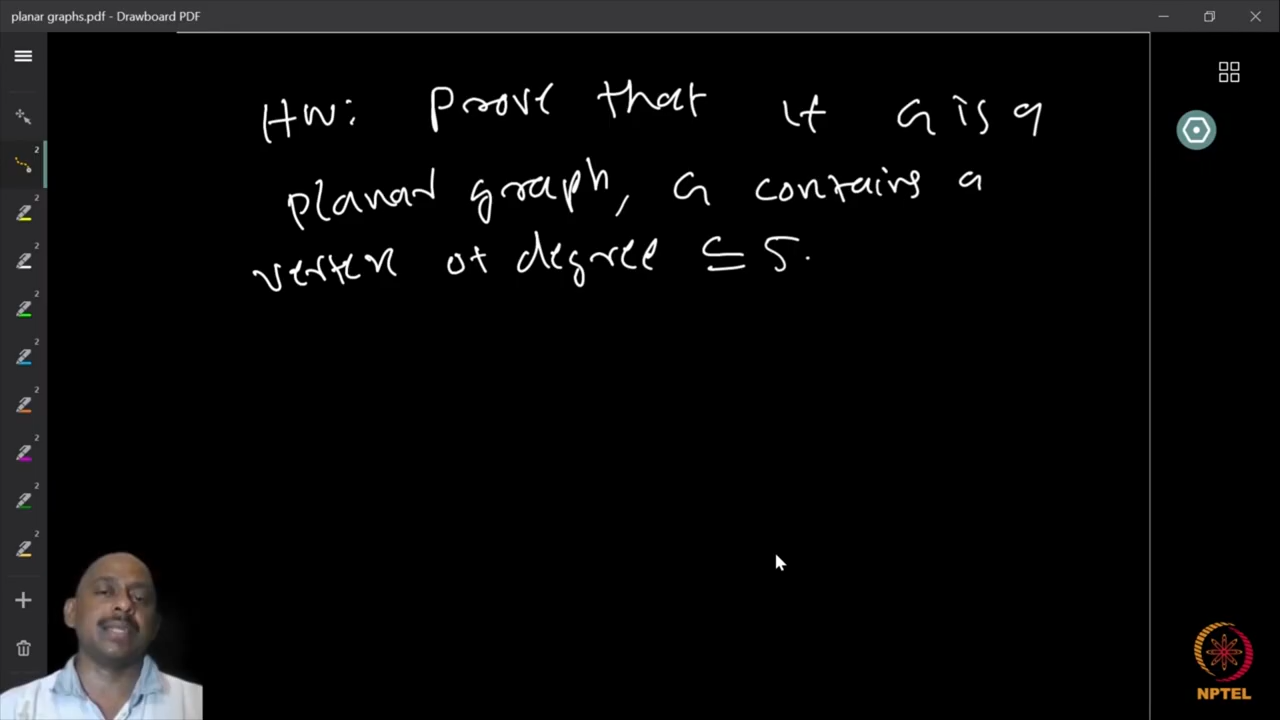 planar graphs.pdf - Drawboard PDF
HW: Prove that if G is a
planar graph, G contains a
vertex of degree ≤ 5.
NPTEL